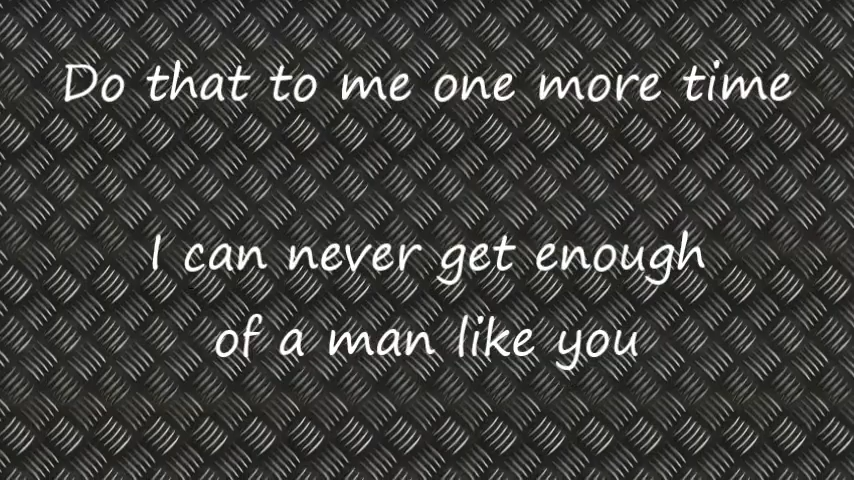 Do that to me one more time
I can never get enough
of a man like you